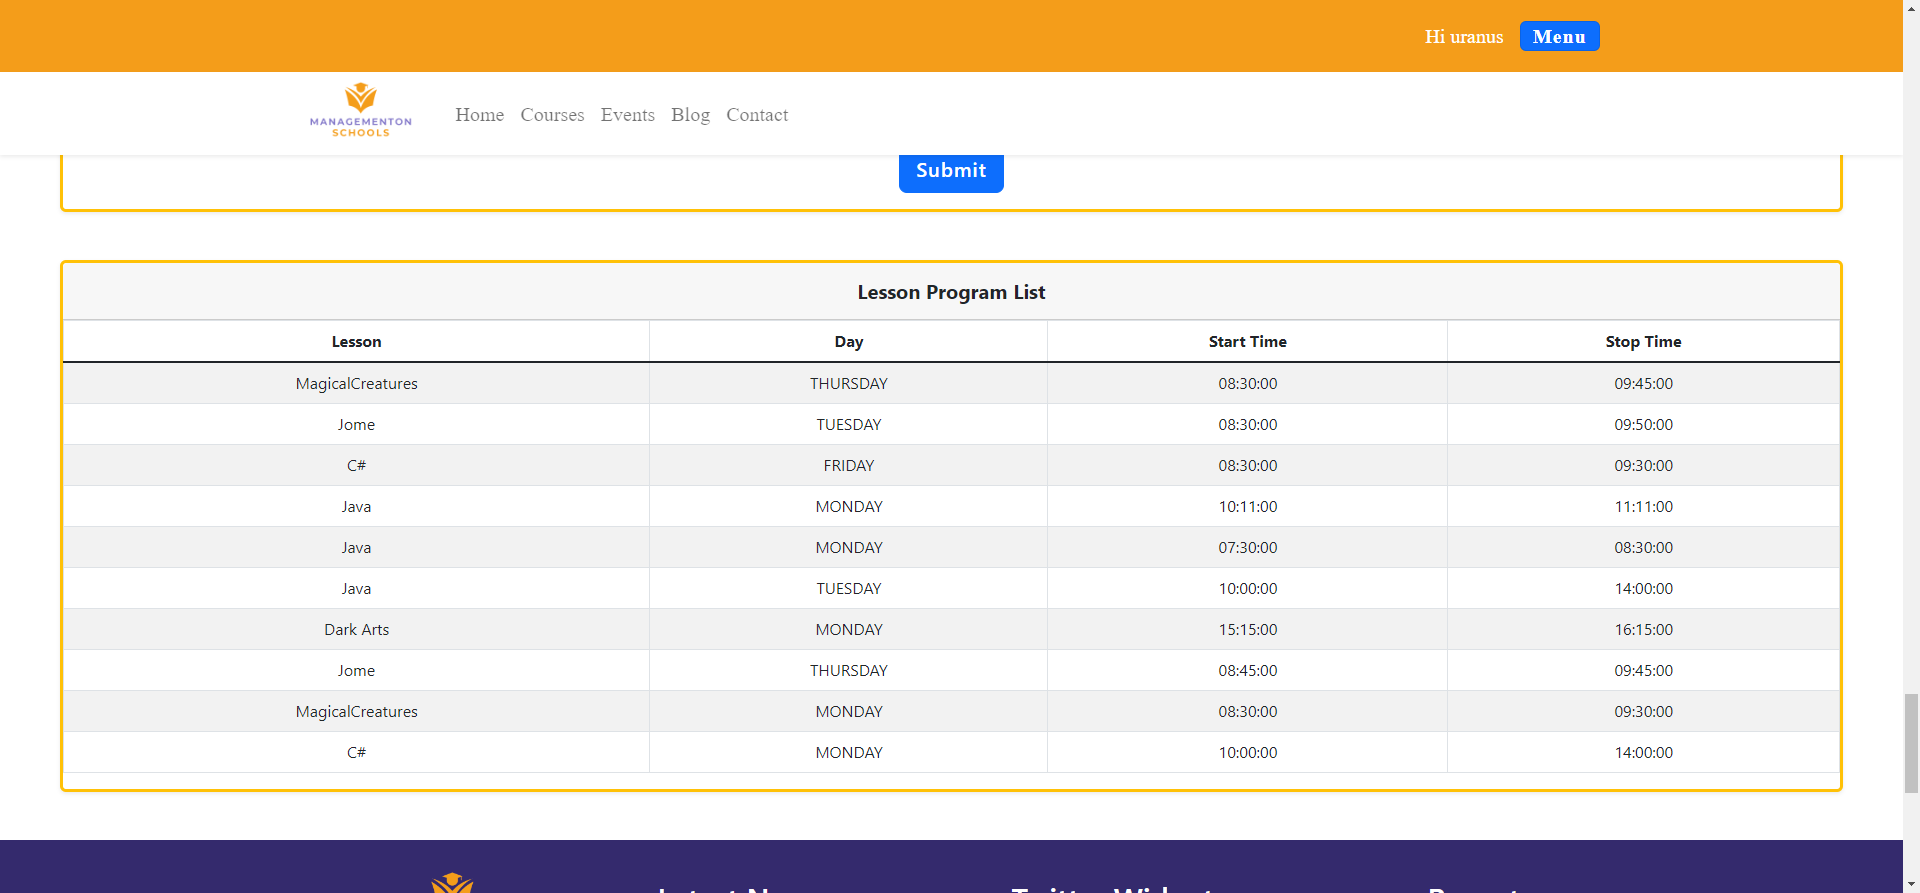 Hi uranus Menu
MANAGEMENTON
SCHOOLS
Home Courses Events Blog Contact
Submit
Lesson Program List
Lesson Day Start Time Stop Time
MagicalCreatures THURSDAY 08:30:00 09:45:00
Jome TUESDAY 08:30:00 09:50:00
C# FRIDAY 08:30:00 09:30:00
Java MONDAY 10:11:00 11:11:00
Java MONDAY 07:30:00 08:30:00
Java TUESDAY 10:00:00 14:00:00
Dark Arts MONDAY 15:15:00 16:15:00
Jome THURSDAY 08:45:00 09:45:00
MagicalCreatures MONDAY 08:30:00 09:30:00
C# MONDAY 10:00:00 14:00:00